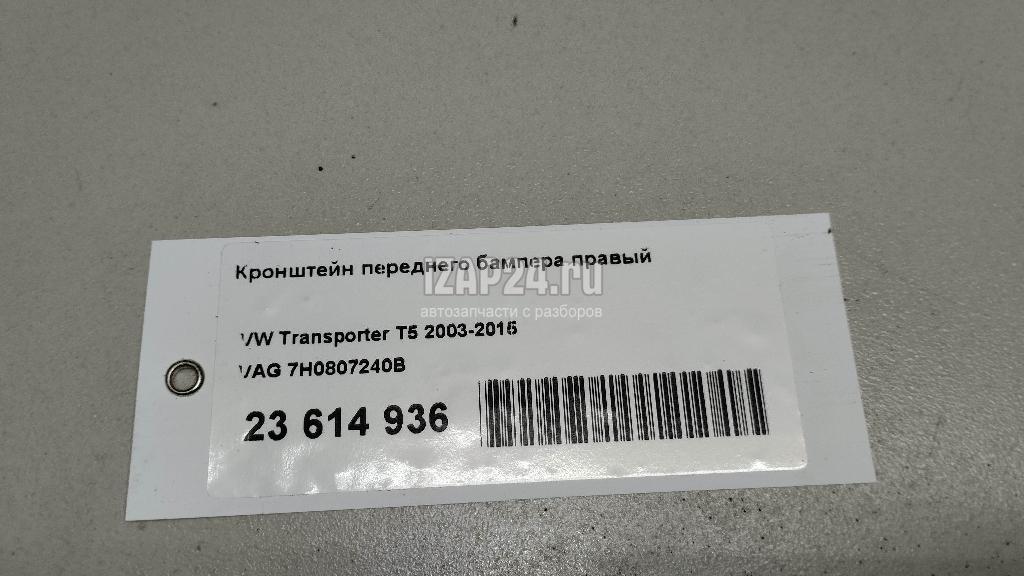 Кронштейн переднего бампера правый
iZAP24.ru
автозапчасти с разборов
VW Transporter T5 2003-2015
VAG 7H0807240B
23 614 936